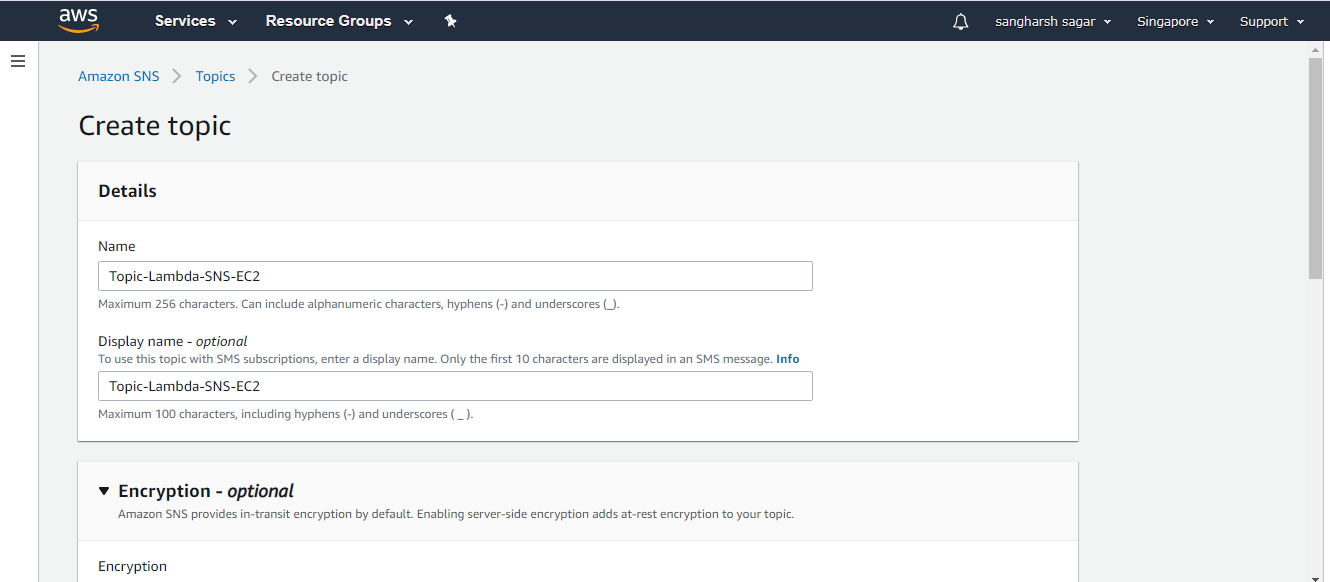 aws Services Resource Groups sangharsh sagar Singapore Support
Amazon SNS Topics Create topic
Create topic
Details
Name
Topic-Lambda-SNS-EC2
Maximum 256 characters. Can include alphanumeric characters, hyphens (-) and underscores (_).
Display name - optional
To use this topic with SMS subscriptions, enter a display name. Only the first 10 characters are displayed in an SMS message. Info
Topic-Lambda-SNS-EC2
Maximum 100 characters, including hyphens (-) and underscores ( _ ).
Encryption - optional
Amazon SNS provides in-transit encryption by default. Enabling server-side encryption adds at-rest encryption to your topic.
Encryption